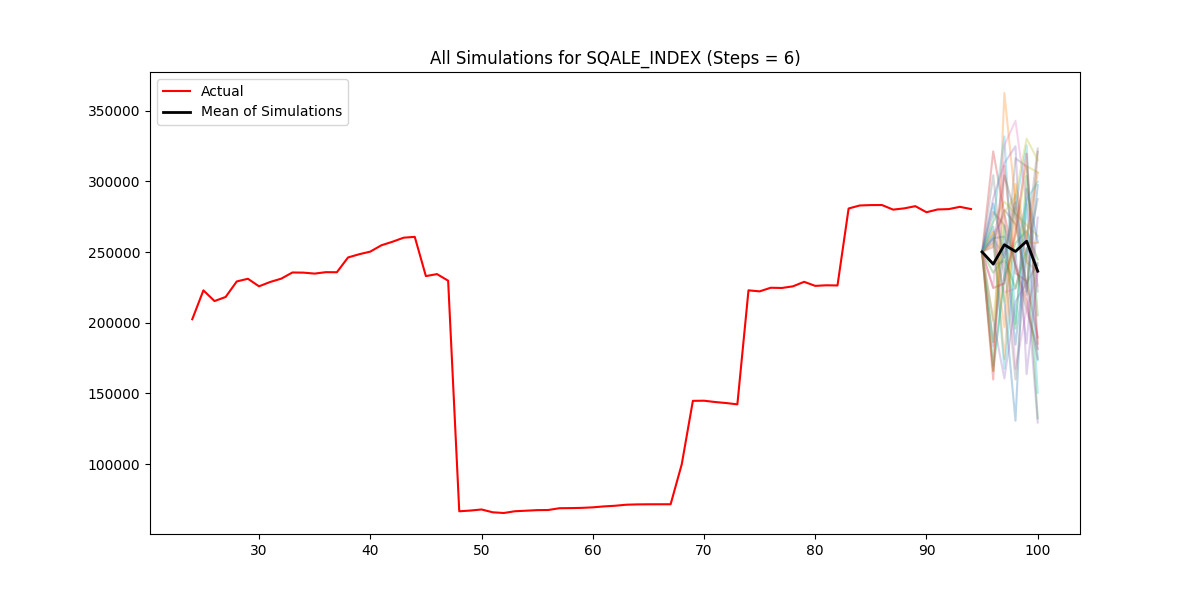 All Simulations for SQALE_INDEX (Steps = 6)
Actual
Mean of Simulations
350000
300000
250000
200000
150000
100000
30 40 50 60 70 80 90 100